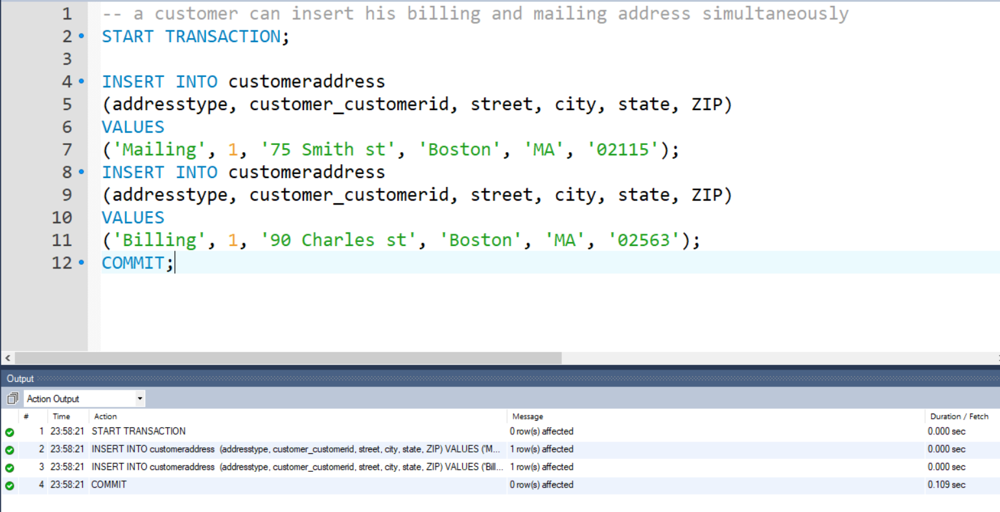 1 -- a customer can insert his billing and mailing address simultaneously
2 START TRANSACTION;
3
4 INSERT INTO customeraddress
5 (addresstype, customer_customerid, street, city, state, ZIP)
6 VALUES
7 ('Mailing', 1, '75 Smith st', 'Boston', 'MA', '02115');
8 INSERT INTO customeraddress
9 (addresstype, customer_customerid, street, city, state, ZIP)
10 VALUES
11 ('Billing', 1, '90 Charles st', 'Boston', 'MA', '02563');
12 COMMIT;
Output
Action Output
# Time Action Message Duration / Fetch
1 23:58:21 START TRANSACTION 0 row(s) affected 0.000 sec
2 23:58:21 INSERT INTO customeraddress (addresstype, customer_customerid, street, city, state, ZIP) VALUES ('M... 1 row(s) affected 0.000 sec
3 23:58:21 INSERT INTO customeraddress (addresstype, customer_customerid, street, city, state, ZIP) VALUES ('Bill... 1 row(s) affected 0.000 sec
4 23:58:21 COMMIT 0 row(s) affected 0.109 sec